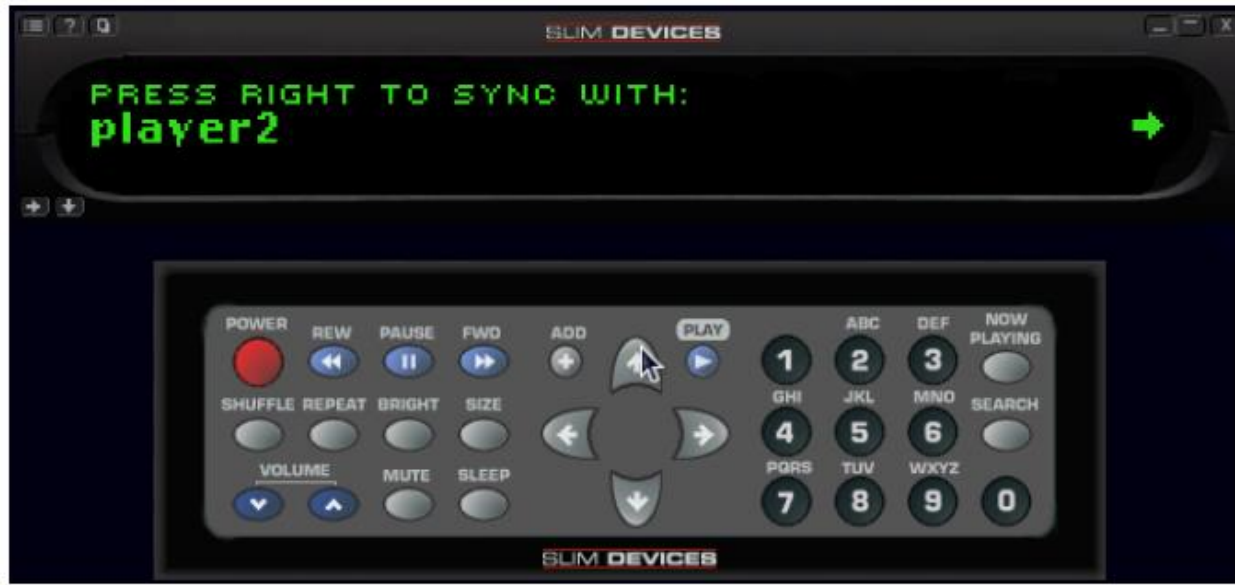 ?
SLIM DEVICES
X
PRESS RIGHT TO SYNC WITH:
player2
POWER REW PAUSE FWD ADD PLAY
ABC DEF NOW PLAYING
1 2 3
SHUFFLE REPEAT BRIGHT SIZE
GHI JKL MNO SEARCH
4 5 6
VOLUME MUTE SLEEP
PQRS TUV WXYZ
7 8 9 0
SLIM DEVICES